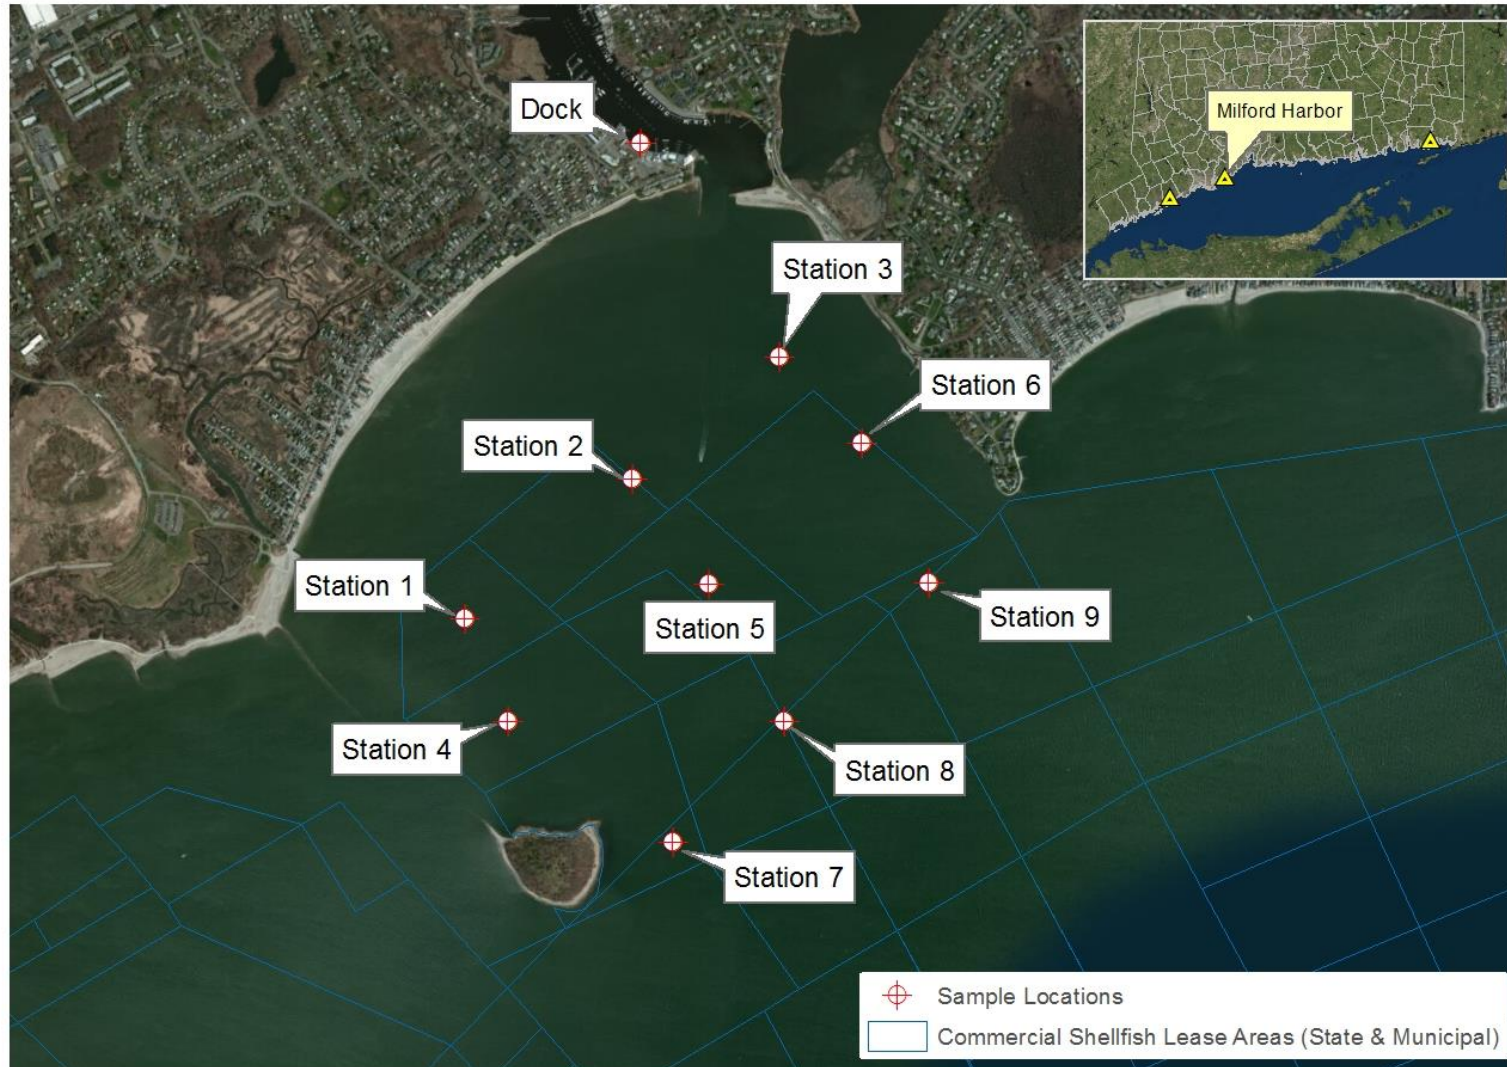 Dock
Milford Harbor
Station 3
Station 6
Station 2
Station 1
Station 5
Station 9
Station 4
Station 8
Station 7
Sample Locations
Commercial Shellfish Lease Areas (State & Municipal)